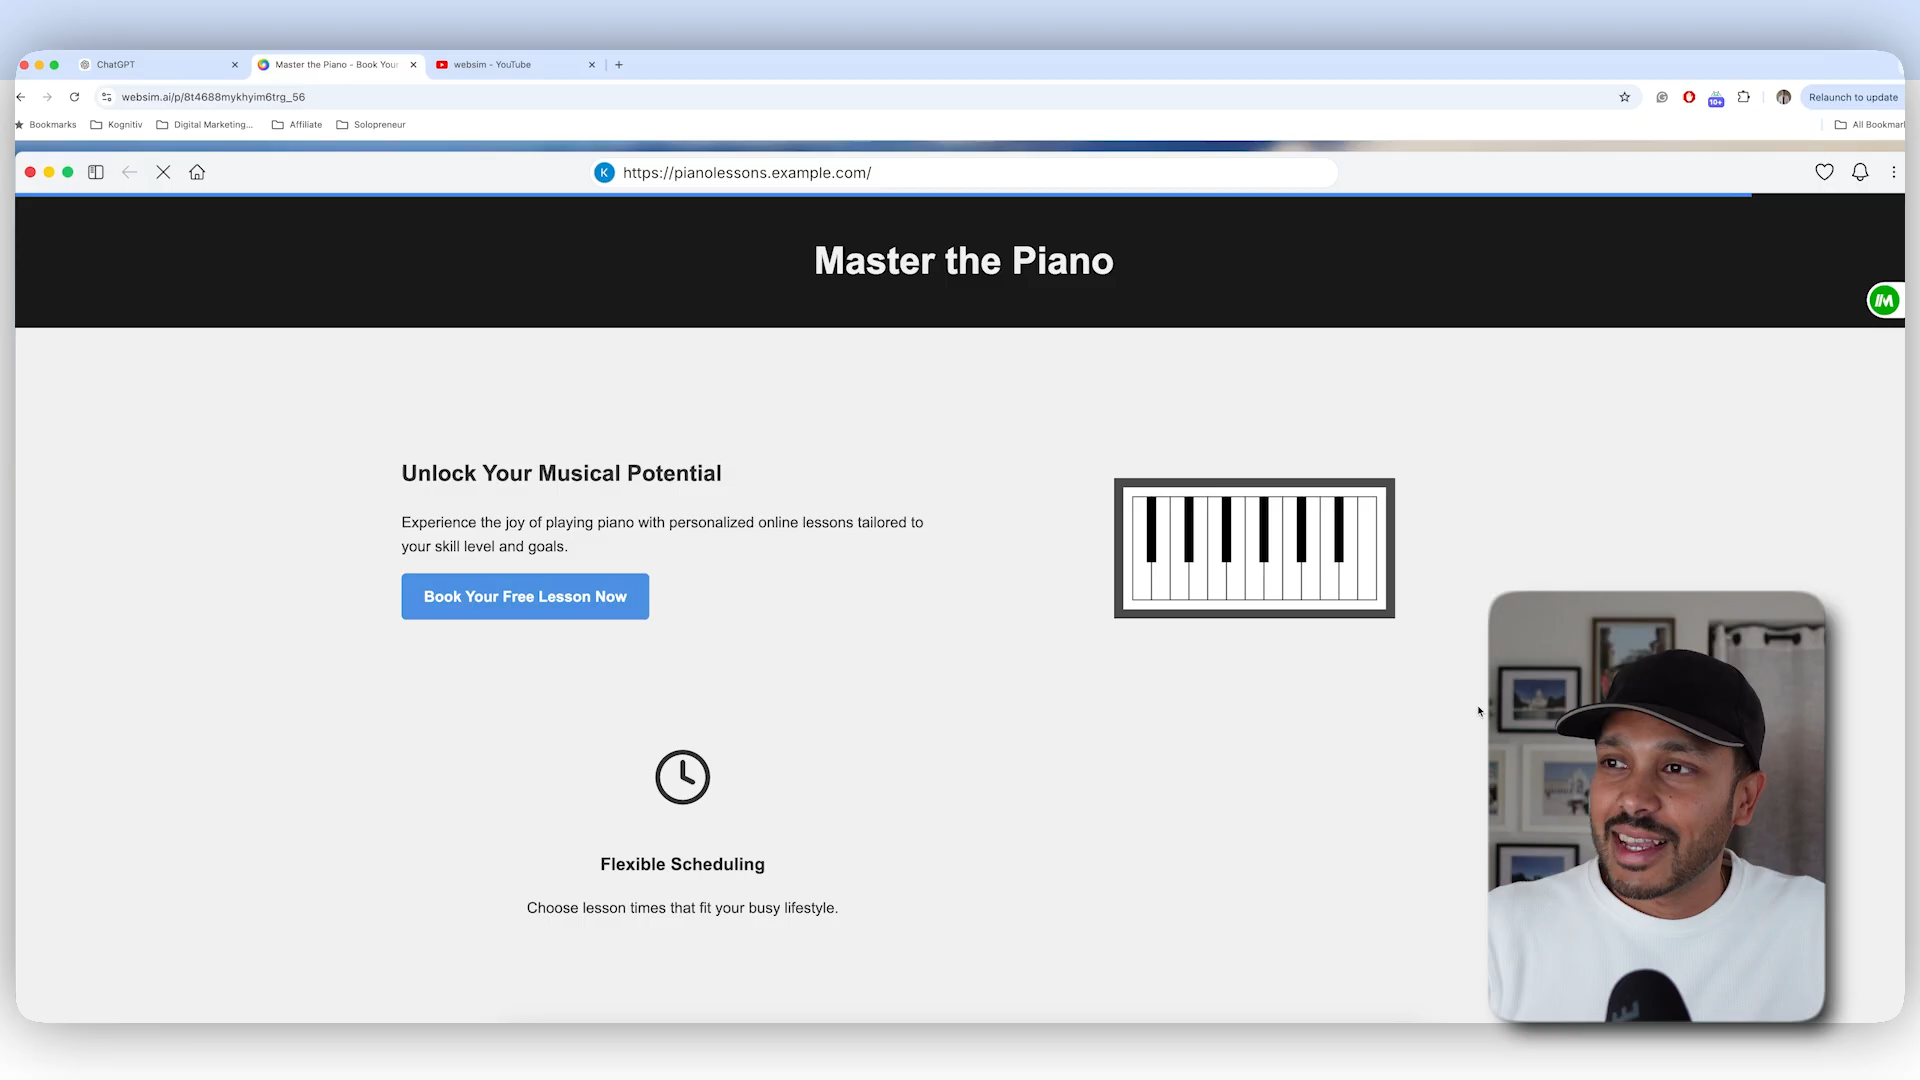 ChatGPT
Master the Piano - Book Your
websim - YouTube
websim.ai/p/8t4688mykhyim6trg_56
10+
Relaunch to update
Bookmarks
Kognitiv
Digital Marketing...
Affiliate
Solopreneur
All Bookmar
K
https://pianolessons.example.com/
Master the Piano
Unlock Your Musical Potential
Experience the joy of playing piano with personalized online lessons tailored to
your skill level and goals.
Book Your Free Lesson Now
Flexible Scheduling
Choose lesson times that fit your busy lifestyle.